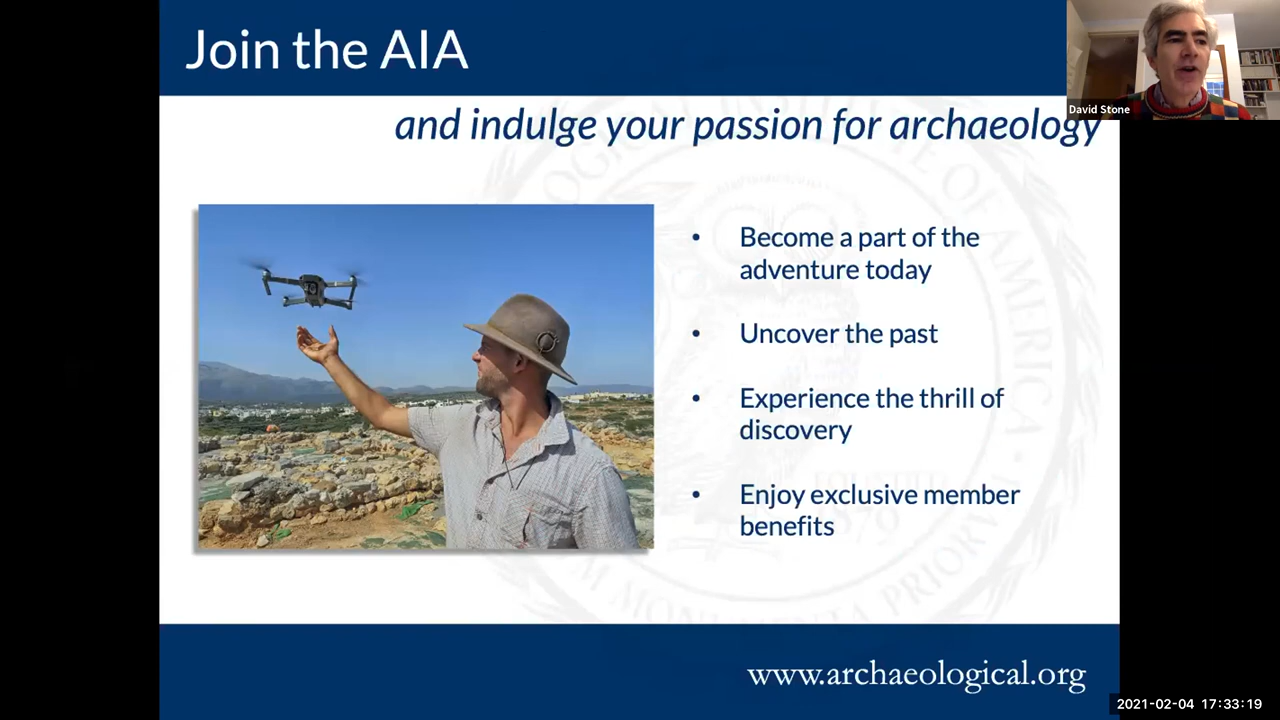 Join the AIA
David Stone
and indulge your passion for archaeology
• Become a part of the
adventure today
• Uncover the past
• Experience the thrill of
discovery
• Enjoy exclusive member
benefits
www.archaeological.org
2021-02-04 17:33:19